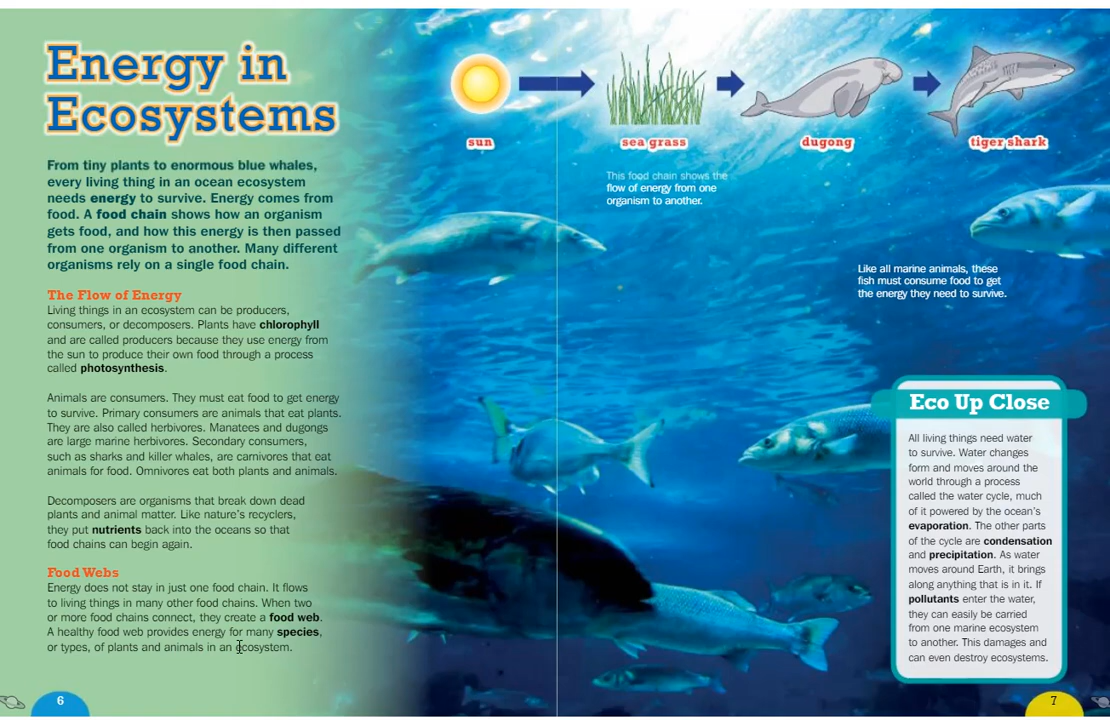 Energy in
Ecosystems
From tiny plants to enormous blue whales,
every living thing in an ocean ecosystem
needs energy to survive. Energy comes from
food. A food chain shows how an organism
gets food, and how this energy is then passed
from one organism to another. Many different
organisms rely on a single food chain.
The Flow of Energy
Living things in an ecosystem can be producers,
consumers, or decomposers. Plants have chlorophyll
and are called producers because they use energy from
the sun to produce their own food through a process
called photosynthesis.
Animals are consumers. They must eat food to get energy
to survive. Primary consumers are animals that eat plants.
They are also called herbivores. Manatees and dugongs
are large marine herbivores. Secondary consumers,
such as sharks and killer whales, are carnivores that eat
animals for food. Omnivores eat both plants and animals.
Decomposers are organisms that break down dead
plants and animal matter. Like nature's recyclers,
they put nutrients back into the oceans so that
food chains can begin again.
Food Webs
Energy does not stay in just one food chain. It flows
to living things in many other food chains. When two
or more food chains connect, they create a food web.
A healthy food web provides energy for many species,
or types, of plants and animals in an ecosystem.
6
sun
sea grass
dugong
tiger shark
This food chain shows the
flow of energy from one
organism to another.
Like all marine animals, these
fish must consume food to get
the energy they need to survive.
Eco Up Close
All living things need water
to survive. Water changes
form and moves around the
world through a process
called the water cycle, much
of it powered by the ocean's
evaporation. The other parts
of the cycle are condensation
and precipitation. As water
moves around Earth, it brings
along anything that is in it. If
pollutants enter the water,
they can easily be carried
from one marine ecosystem
to another. This damages and
can even destroy ecosystems.
7